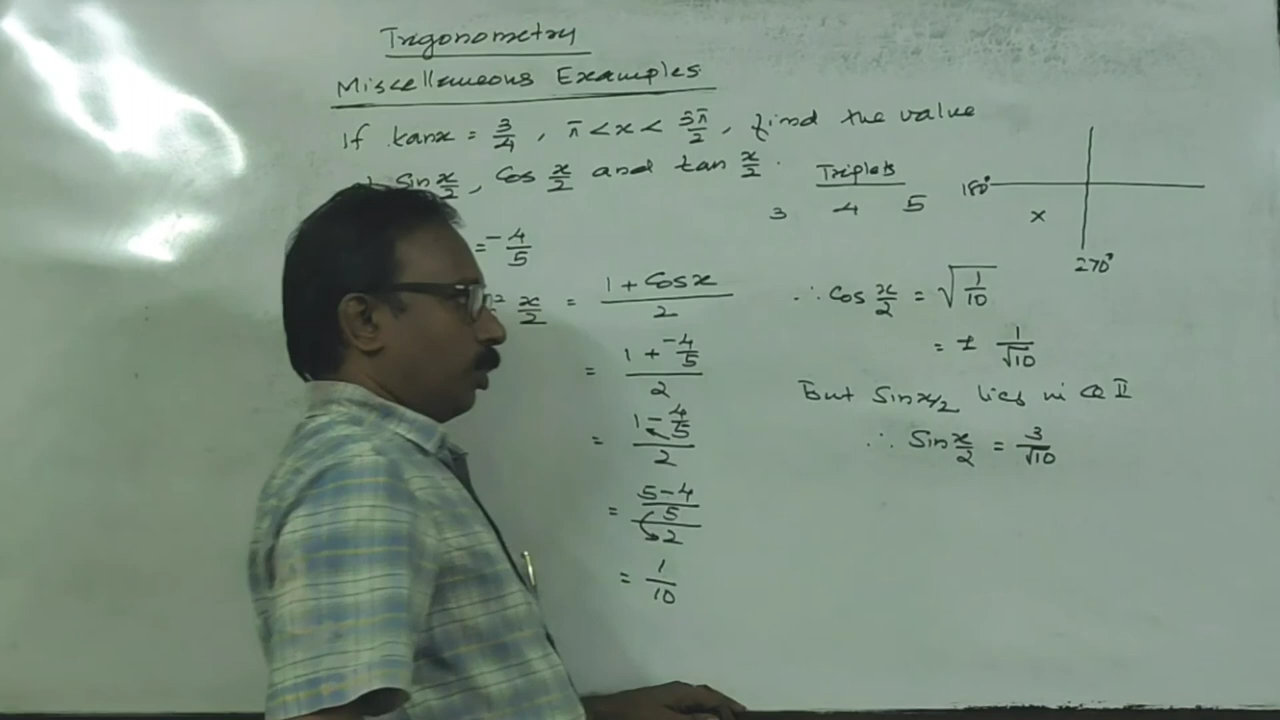 Trigonometry
Miscellaneous Examples
If tanx = 3/4 , π < x < 3π/2 , find the value
Sin x/2 , Cos x/2 and tan x/2 .
Triplets
3 4 5
180°
x
270°
= -4/5
x/2 = (1 + Cosx)/2
= (1 + -4/5)/2
= (1 - 4/5)/2
= ((5-4)/5)/2
= 1/10
∴ Cos x/2 = √(1/10)
= ± 1/√10
But Sin x/2 lies in Q II
∴ Sin x/2 = 3/√10